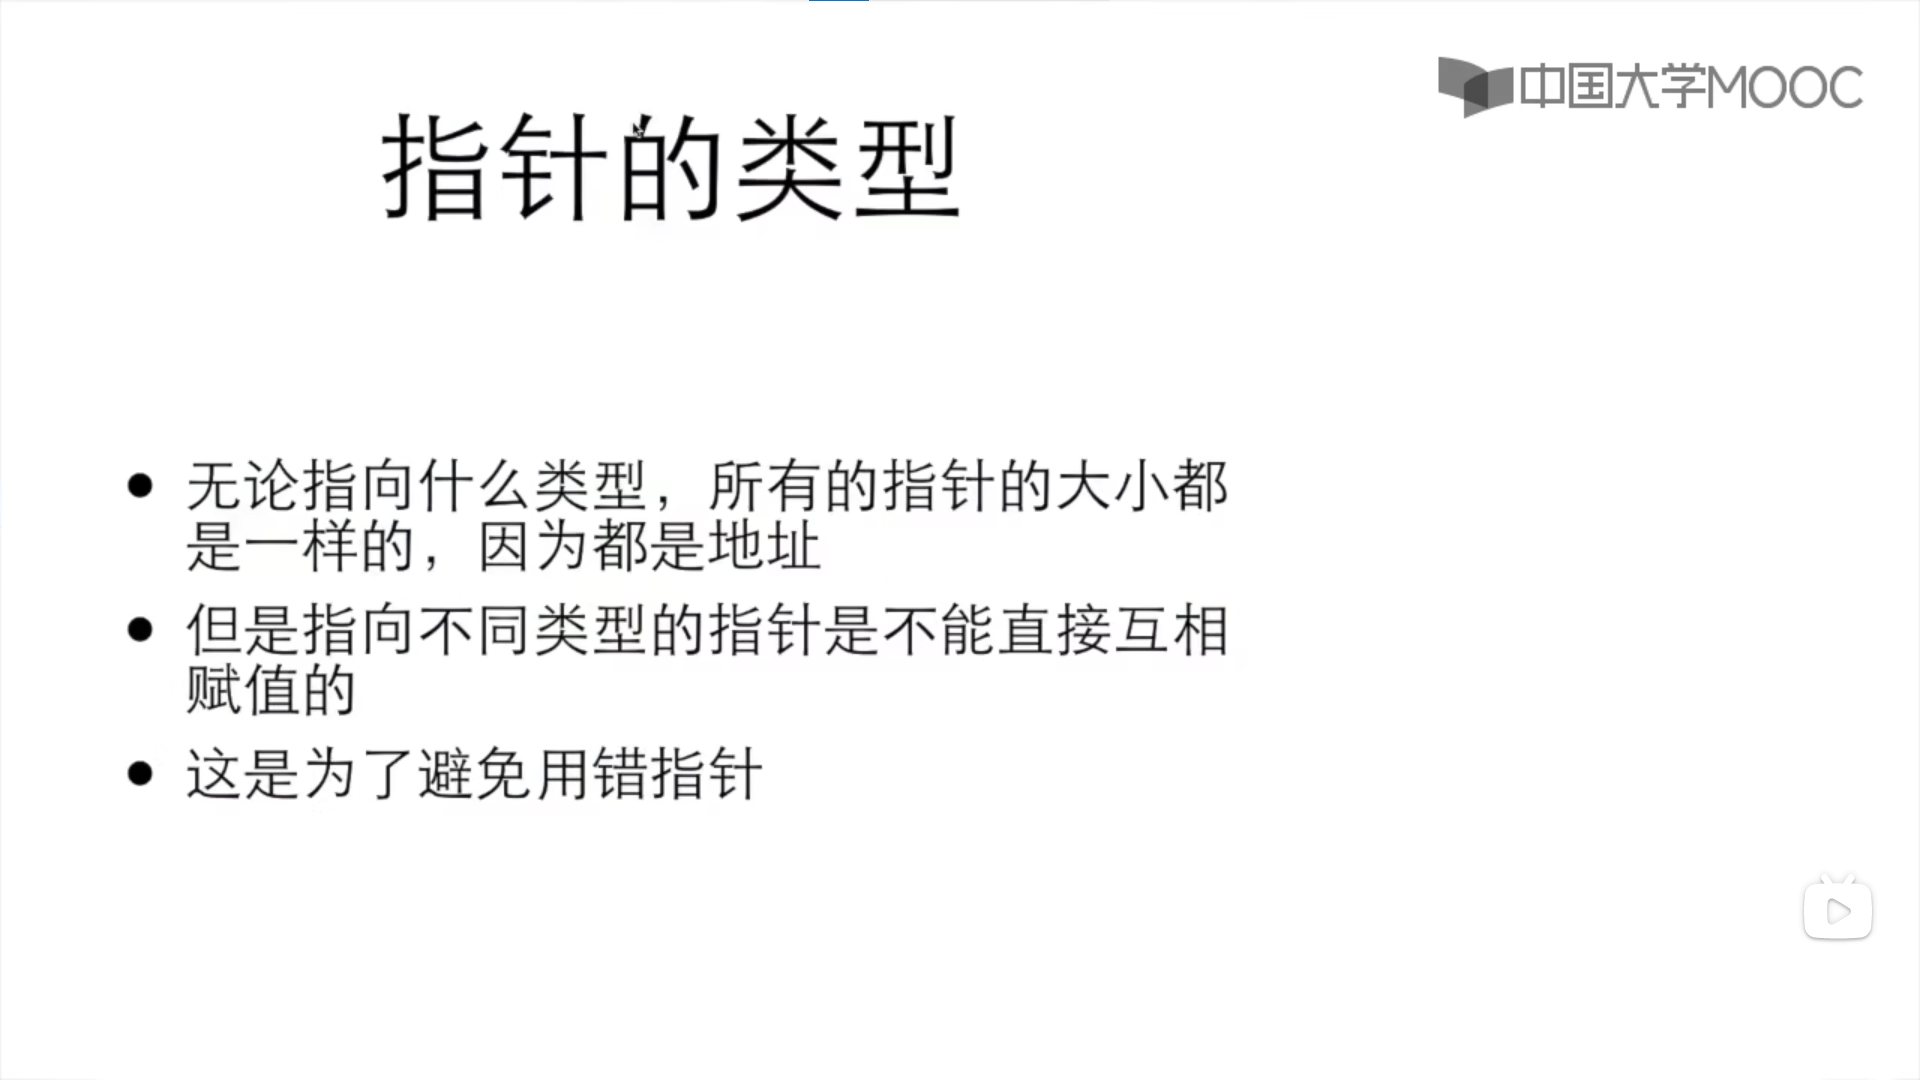 中国大学MOOC
指针的类型
● 无论指向什么类型，所有的指针的大小都
是一样的，因为都是地址
● 但是指向不同类型的指针是不能直接互相
赋值的
● 这是为了避免用错指针